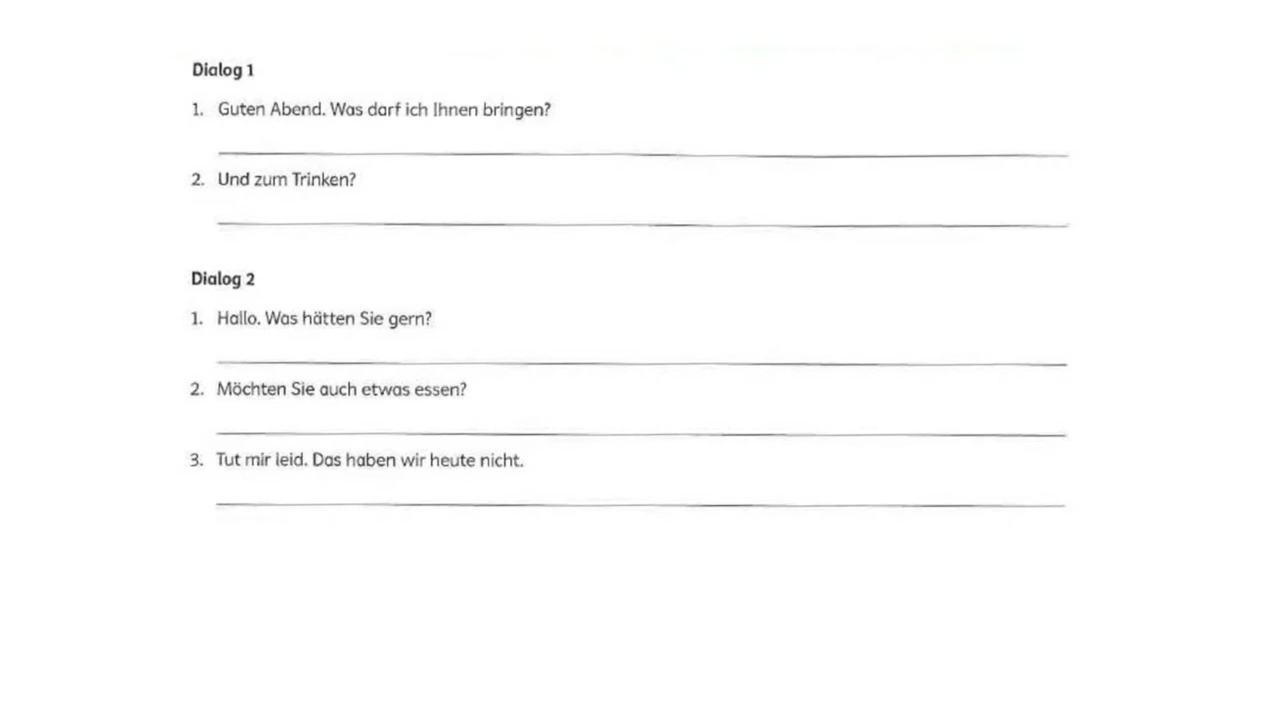 Dialog 1
1. Guten Abend. Was darf ich Ihnen bringen?
2. Und zum Trinken?
Dialog 2
1. Hallo. Was hätten Sie gern?
2. Möchten Sie auch etwas essen?
3. Tut mir leid. Das haben wir heute nicht.